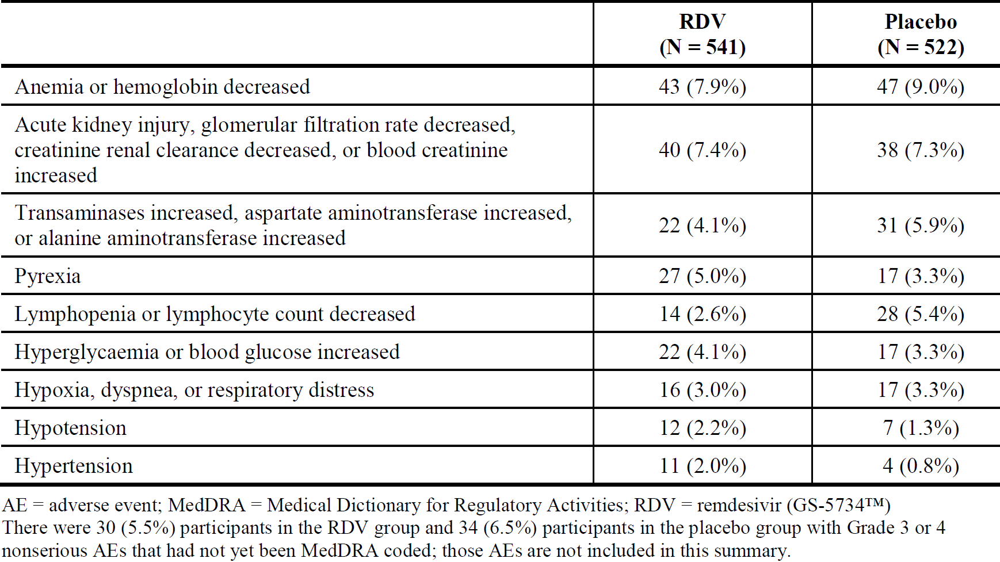 RDV Placebo
(N = 541) (N = 522)
Anemia or hemoglobin decreased 43 (7.9%) 47 (9.0%)
Acute kidney injury, glomerular filtration rate decreased,
creatinine renal clearance decreased, or blood creatinine 40 (7.4%) 38 (7.3%)
increased
Transaminases increased, aspartate aminotransferase increased,
or alanine aminotransferase increased 22 (4.1%) 31 (5.9%)
Pyrexia 27 (5.0%) 17 (3.3%)
Lymphopenia or lymphocyte count decreased 14 (2.6%) 28 (5.4%)
Hyperglycaemia or blood glucose increased 22 (4.1%) 17 (3.3%)
Hypoxia, dyspnea, or respiratory distress 16 (3.0%) 17 (3.3%)
Hypotension 12 (2.2%) 7 (1.3%)
Hypertension 11 (2.0%) 4 (0.8%)
AE = adverse event; MedDRA = Medical Dictionary for Regulatory Activities; RDV = remdesivir (GS-5734™)
There were 30 (5.5%) participants in the RDV group and 34 (6.5%) participants in the placebo group with Grade 3 or 4
nonserious AEs that had not yet been MedDRA coded; those AEs are not included in this summary.